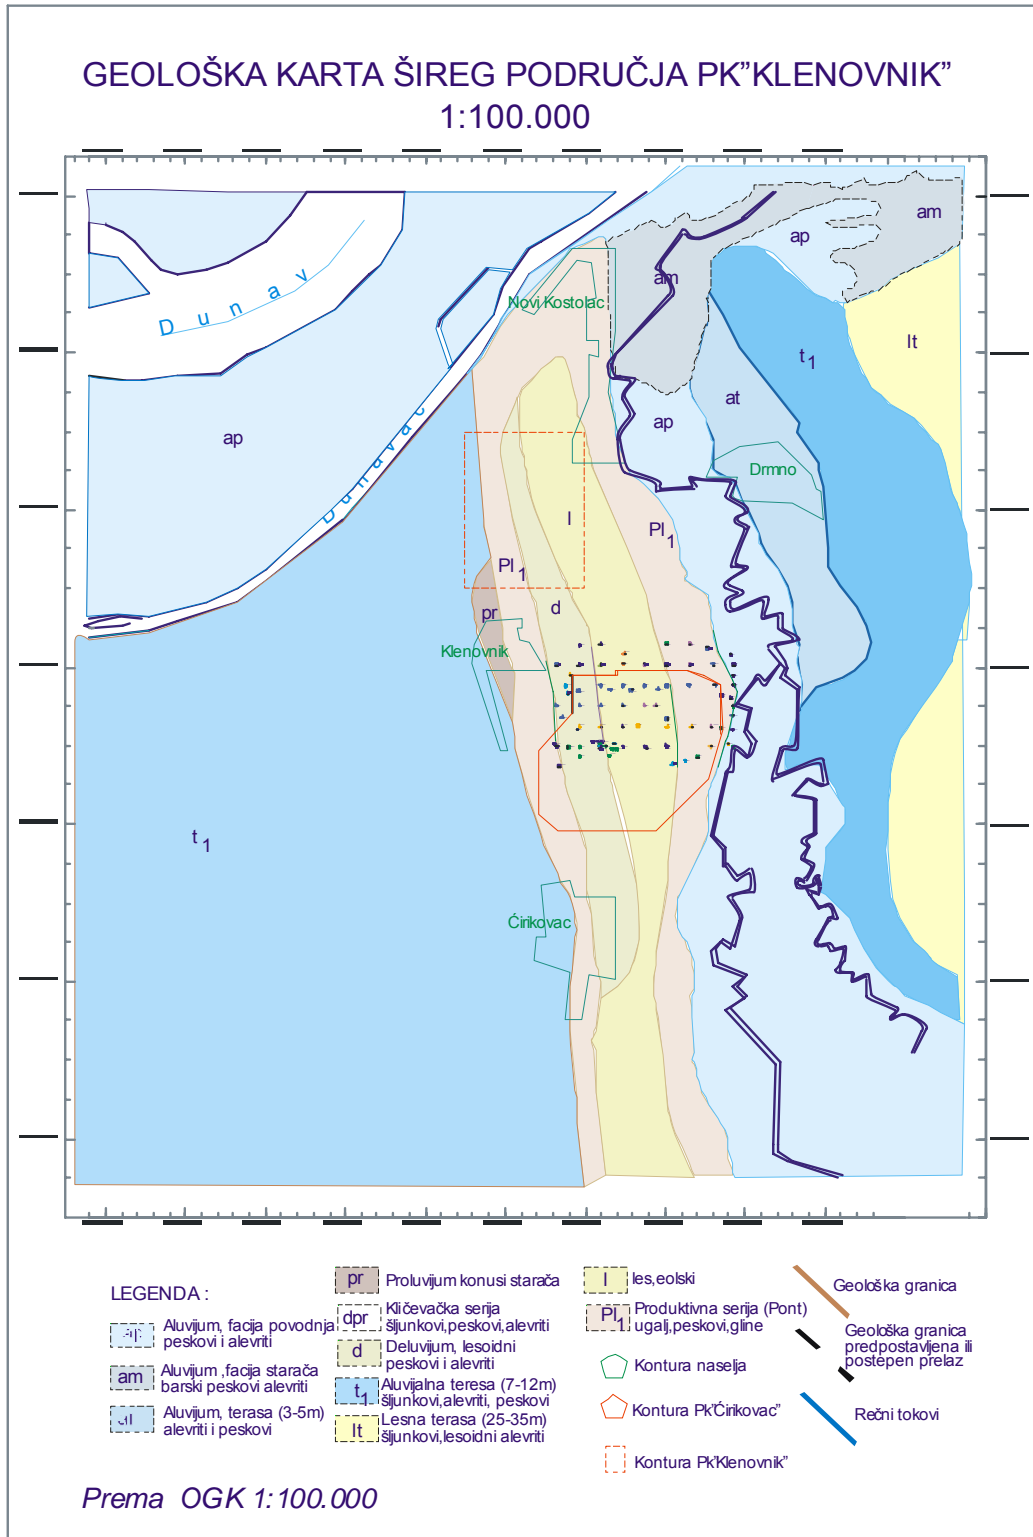 GEOLOŠKA KARTA ŠIREG PODRUČJA PK”KLENOVNIK”
1:100.000
am
ap
am
Novi Kostolac
Dunav
t1
lt
at
ap
ap
Dunavac
Drmno
l
Pl1
Pl1
d
pr
Klenovnik
t1
Ćirikovac
LEGENDA :
Aluvijum, facija povodnja
peskovi i alevriti
am
Aluvijum ,facija starača
barski peskovi alevriti
Aluvijum, terasa (3-5m)
alevriti i peskovi
pr
Proluvijum konusi starača
dpr
Kličevačka serija
šljunkovi,peskovi,alevriti
d
Deluvijum, lesoidni
peskovi i alevriti
t1
Aluvijalna teresa (7-12m)
šljunkovi,alevriti, peskovi
lt
Lesna terasa (25-35m)
šljunkovi,lesoidni alevriti
l
les,eolski
Pl1
Produktivna serija (Pont)
ugalj,peskovi,gline
Kontura naselja
Kontura Pk”Ćirikovac”
Kontura Pk”Klenovnik”
Geološka granica
Geološka granica
predpostavljena ili
postepen prelaz
Rečni tokovi
Prema OGK 1:100.000